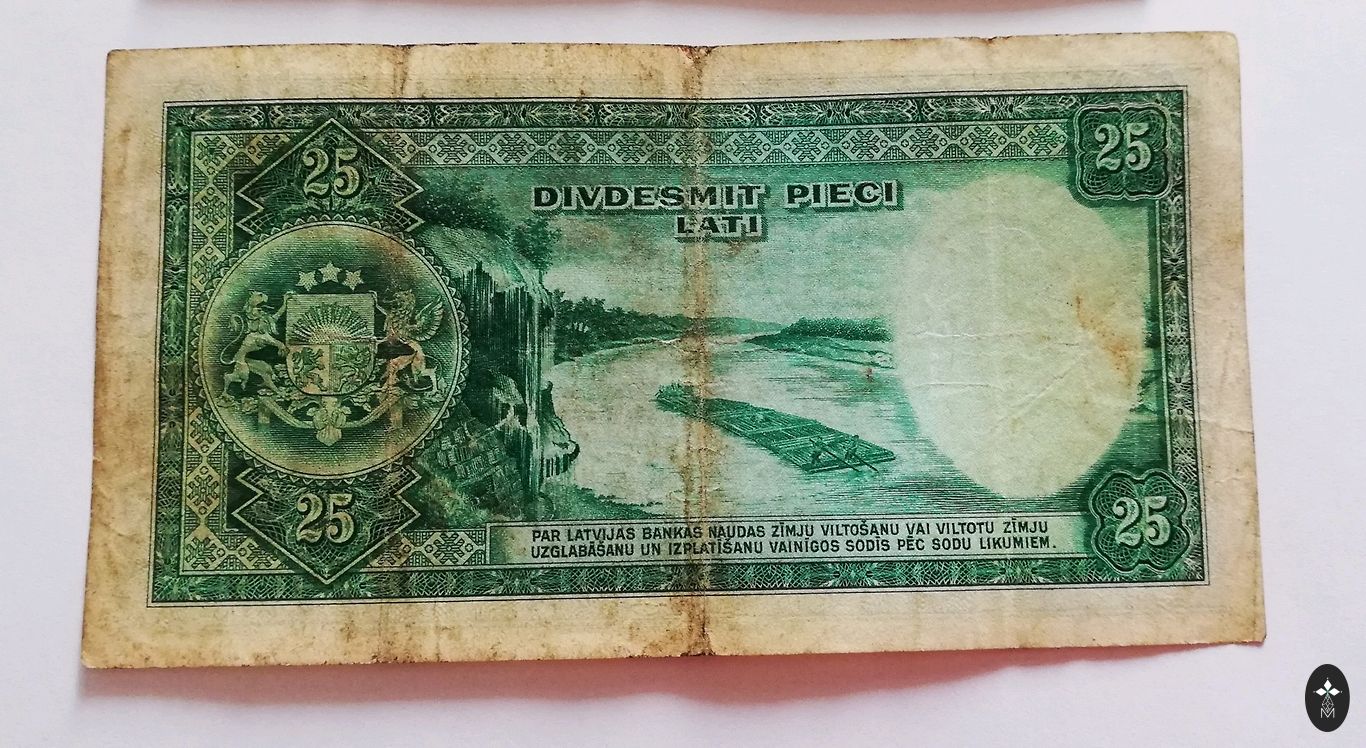 25
25
DIVDESMIT PIECI
LATI
PAR LATVIJAS BANKAS NAUDAS ZĪMJU VILTOŠANU VAI VILTOTU ZĪMJU
UZGLABĀŠANU UN IZPLATĪŠANU VAINĪGOS SODĪS PĒC SODU LIKUMIEM.
25
25
M